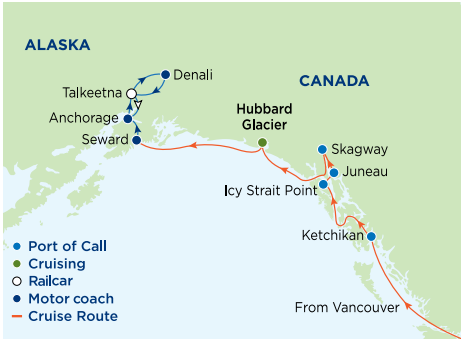 ALASKA
Denali
CANADA
Talkeetna
Hubbard
Glacier
Anchorage
Seward
Skagway
Juneau
Icy Strait Point
Ketchikan
Port of Call
Cruising
Railcar
Motor coach
Cruise Route
From Vancouver